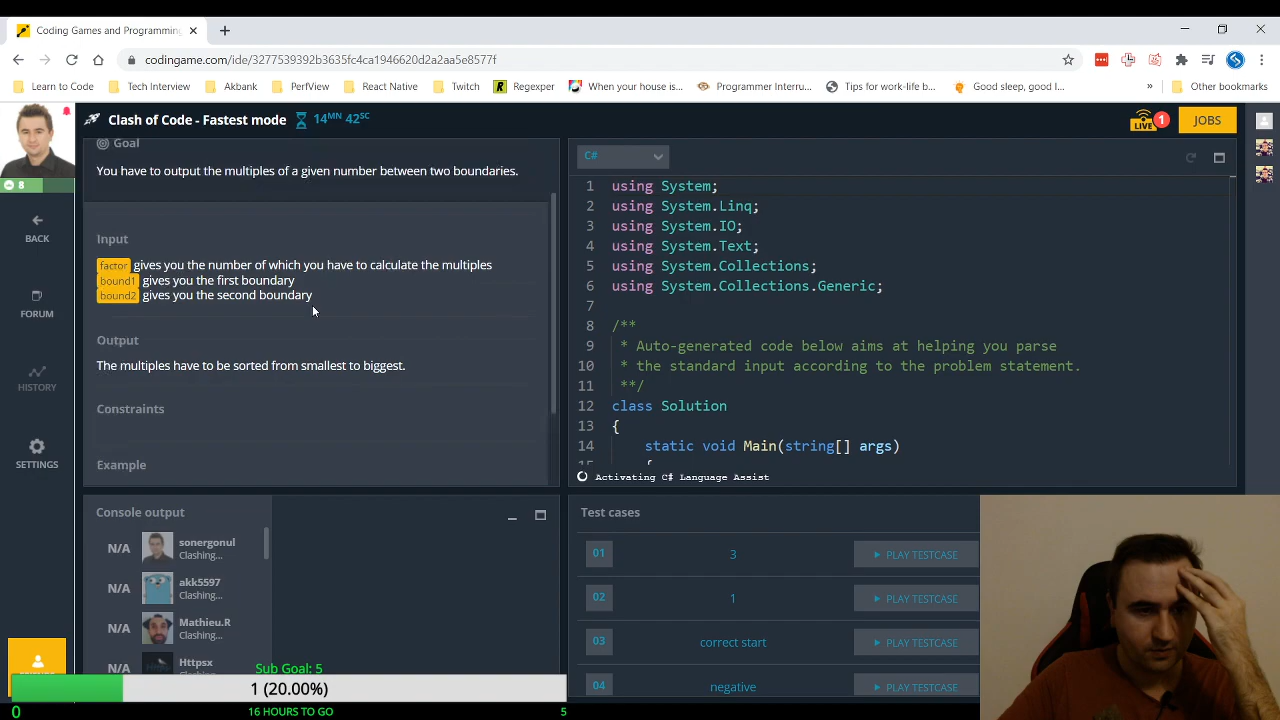 Coding Games and Programming
codingame.com/ide/3277539392b3635fc4ca1946620d2a2aa5e8577f
Learn to Code
Tech Interview
Akbank
PerfView
React Native
Twitch
R
Regexper
When your house is...
Programmer Interru...
Tips for work-life b...
Good sleep, good l...
»
Other bookmarks
Clash of Code - Fastest mode
14MN 42SC
LIVE
1
JOBS
8
BACK
FORUM
HISTORY
SETTINGS
Goal
You have to output the multiples of a given number between two boundaries.
Input
factor gives you the number of which you have to calculate the multiples
bound1 gives you the first boundary
bound2 gives you the second boundary
Output
The multiples have to be sorted from smallest to biggest.
Constraints
Example
C#
1 using System;
2 using System.Linq;
3 using System.IO;
4 using System.Text;
5 using System.Collections;
6 using System.Collections.Generic;
7
8 /**
9 * Auto-generated code below aims at helping you parse
10 * the standard input according to the problem statement.
11 **/
12 class Solution
13 {
14 static void Main(string[] args)
15 {
Activating C# Language Assist
Console output
N/A
sonergonul
Clashing...
N/A
akk5597
Clashing...
N/A
Mathieu.R
Clashing...
N/A
Httpsx
Clashing...
Test cases
01 3 PLAY TESTCASE
02 1 PLAY TESTCASE
03 correct start PLAY TESTCASE
04 negative PLAY TESTCASE
Sub Goal: 5
1 (20.00%)
0
16 HOURS TO GO
5